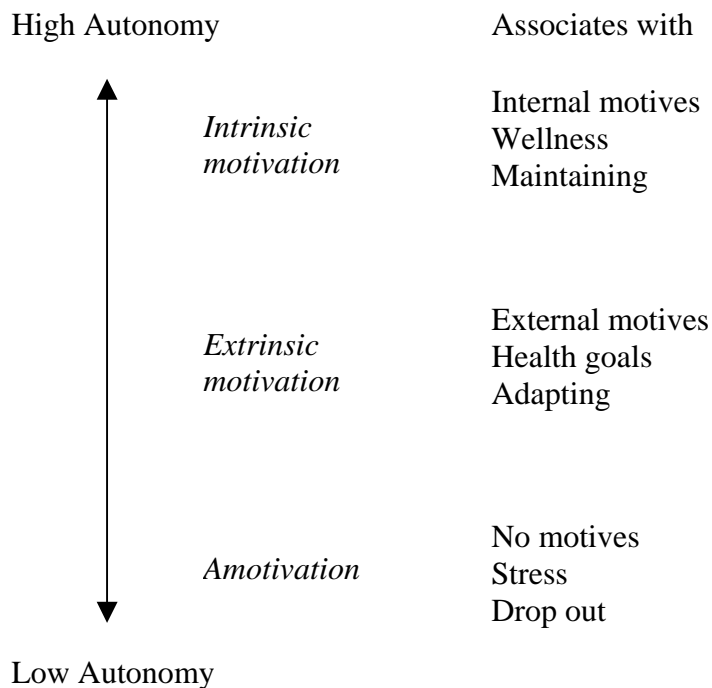 High Autonomy
Associates with
Intrinsic
motivation
Internal motives
Wellness
Maintaining
Extrinsic
motivation
External motives
Health goals
Adapting
Amotivation
No motives
Stress
Drop out
Low Autonomy